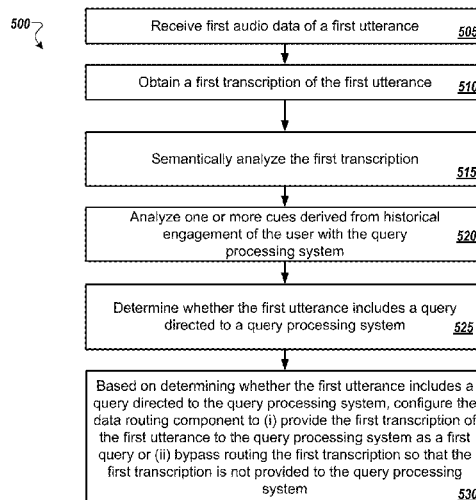 500
Receive first audio data of a first utterance
505
Obtain a first transcription of the first utterance
510
Semantically analyze the first transcription
515
Analyze one or more cues derived from historical
engagement of the user with the query
processing system
520
Determine whether the first utterance includes a query
directed to a query processing system
525
Based on determining whether the first utterance includes a
query directed to the query processing system, configure the
data routing component to (i) provide the first transcription of
the first utterance to the query processing system as a first
query or (ii) bypass routing the first transcription so that the
first transcription is not provided to the query processing
system
530